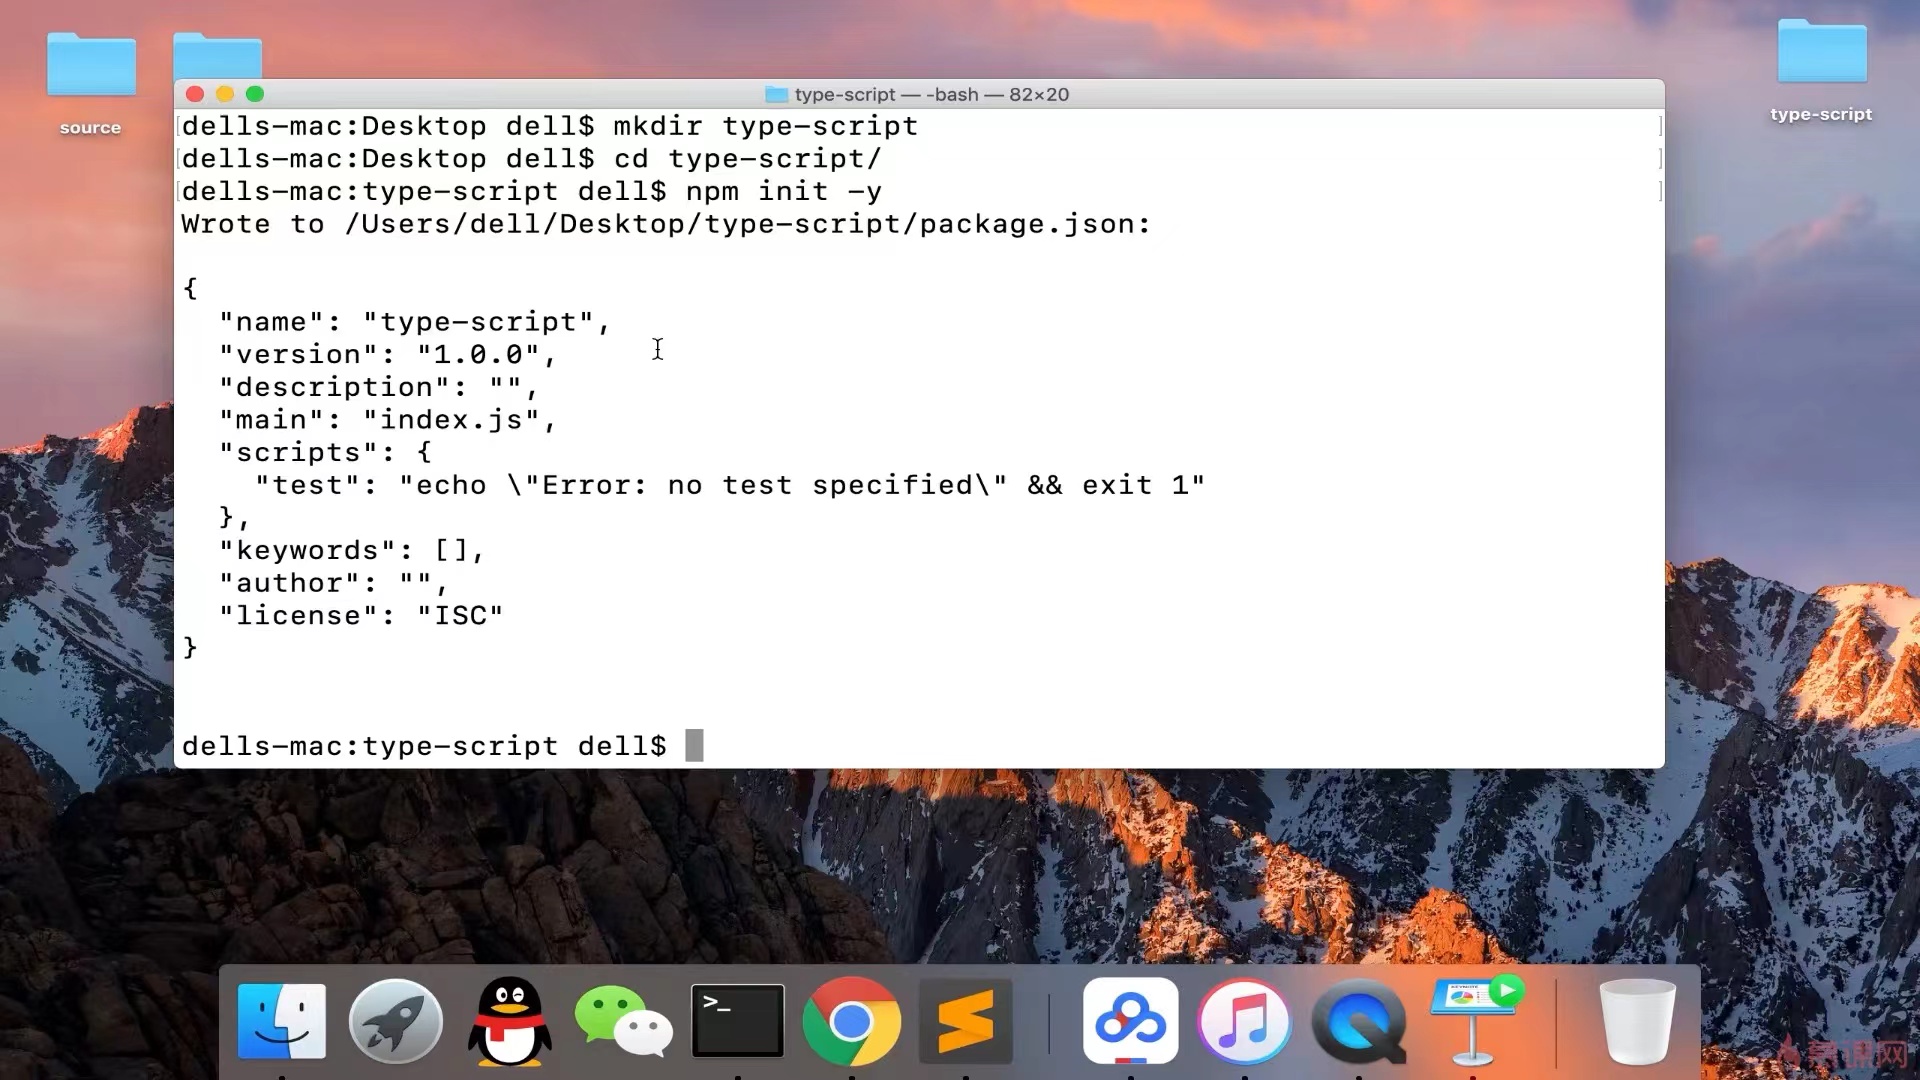 source
type-script
type-script — -bash — 82×20
dells-mac:Desktop dell$ mkdir type-script
dells-mac:Desktop dell$ cd type-script/
dells-mac:type-script dell$ npm init -y
Wrote to /Users/dell/Desktop/type-script/package.json:
{
"name": "type-script",
"version": "1.0.0",
"description": "",
"main": "index.js",
"scripts": {
"test": "echo \"Error: no test specified\" && exit 1"
},
"keywords": [],
"author": "",
"license": "ISC"
}
dells-mac:type-script dell$
>_
慕课网